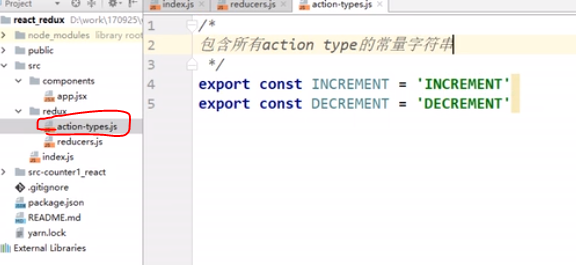 Project
index.js
reducers.js
action-types.js
react_redux
node_modules library root
public
src
components
app.jsx
redux
action-types.js
reducers.js
index.js
src-counter1_react
.gitignore
package.json
README.md
yarn.lock
External Libraries
1 /*
2 包含所有action type的常量字符串
3 */
4 export const INCREMENT = 'INCREMENT'
5 export const DECREMENT = 'DECREMENT'